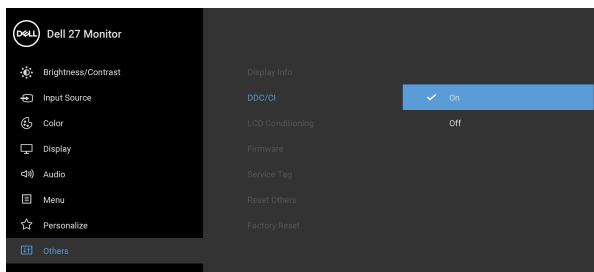 DELL Dell 27 Monitor
Brightness/Contrast
Display Info
Input Source
DDC/CI
On
Color
LCD Conditioning
Off
Display
Firmware
Audio
Service Tag
Menu
Reset Others
Personalize
Factory Reset
Others